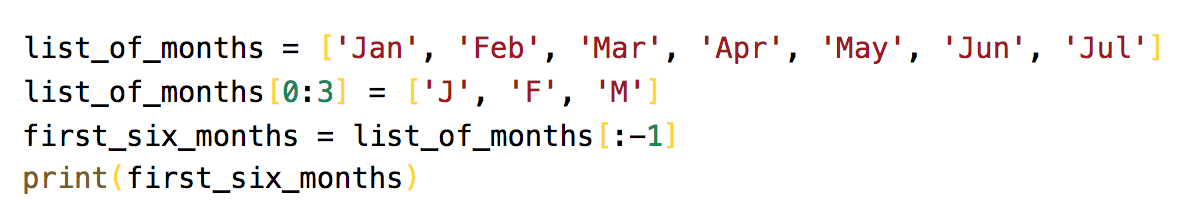 list_of_months = ['Jan', 'Feb', 'Mar', 'Apr', 'May', 'Jun', 'Jul']
list_of_months[0:3] = ['J', 'F', 'M']
first_six_months = list_of_months[:-1]
print(first_six_months)